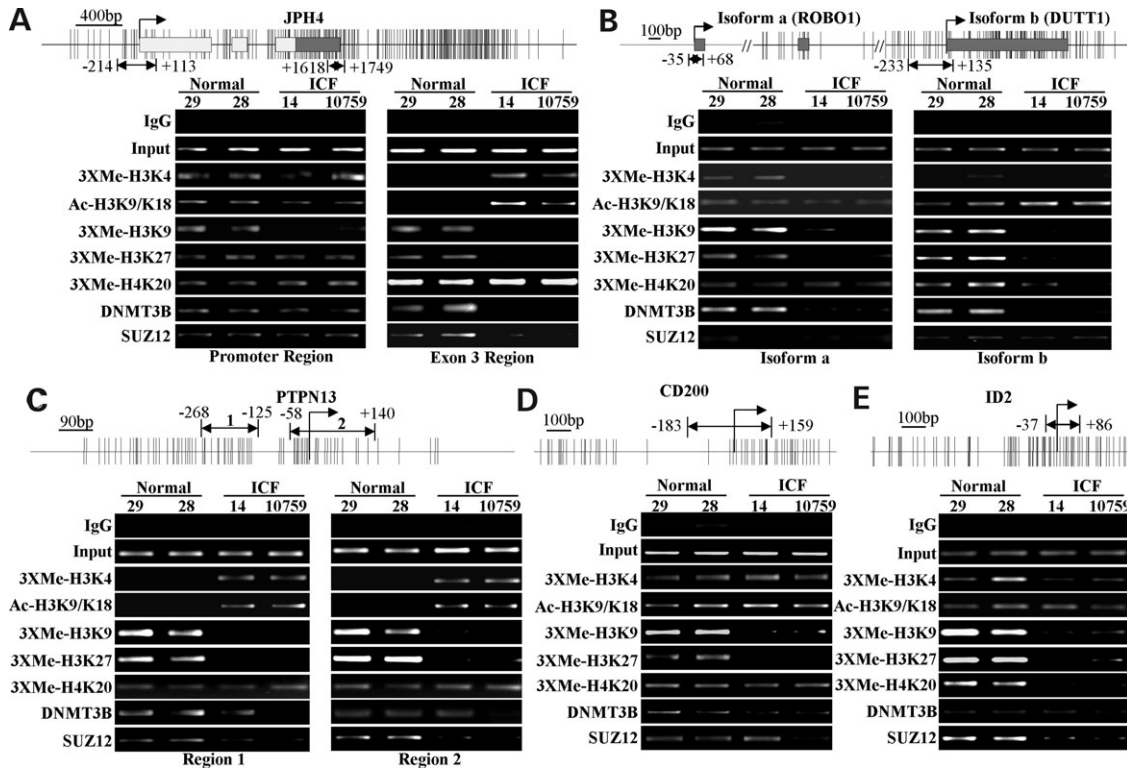 A
JPH4
400bp
-214 +113
+1618 +1749
Normal ICF Normal ICF
29 28 14 10759 29 28 14 10759
IgG
Input
3XMe-H3K4
Ac-H3K9/K18
3XMe-H3K9
3XMe-H3K27
3XMe-H4K20
DNMT3B
SUZ12
Promoter Region Exon 3 Region
B
Isoform a (ROBO1) Isoform b (DUTT1)
100bp
// //
-35 +68
-233 +135
Normal ICF Normal ICF
29 28 14 10759 29 28 14 10759
IgG
Input
3XMe-H3K4
Ac-H3K9/K18
3XMe-H3K9
3XMe-H3K27
3XMe-H4K20
DNMT3B
SUZ12
Isoform a Isoform b
C
PTPN13
90bp
-268 -125 -58 +140
1 2
Normal ICF Normal ICF
29 28 14 10759 29 28 14 10759
IgG
Input
3XMe-H3K4
Ac-H3K9/K18
3XMe-H3K9
3XMe-H3K27
3XMe-H4K20
DNMT3B
SUZ12
Region 1 Region 2
D
CD200
100bp
-183 +159
Normal ICF
29 28 14 10759
IgG
Input
3XMe-H3K4
Ac-H3K9/K18
3XMe-H3K9
3XMe-H3K27
3XMe-H4K20
DNMT3B
SUZ12
E
ID2
100bp
-37 +86
Normal ICF
29 28 14 10759
IgG
Input
3XMe-H3K4
Ac-H3K9/K18
3XMe-H3K9
3XMe-H3K27
3XMe-H4K20
DNMT3B
SUZ12